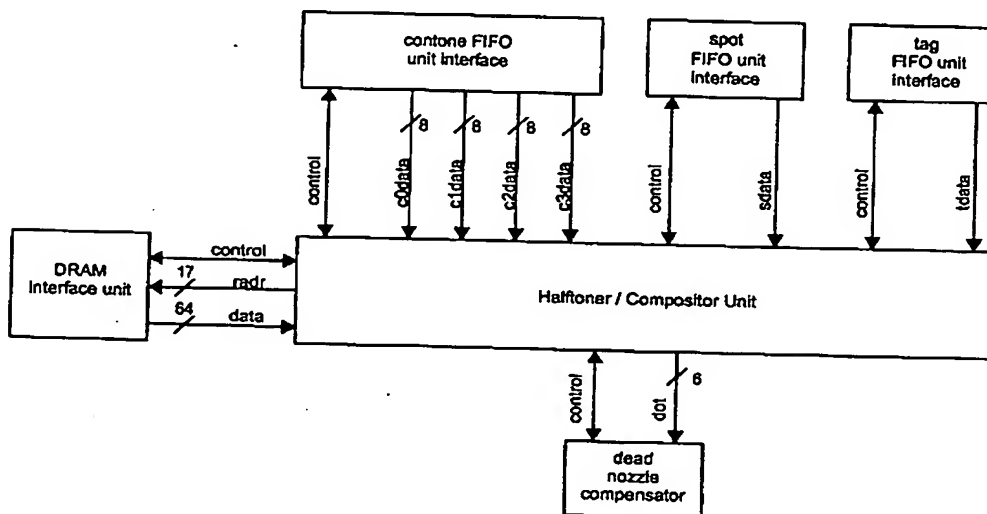 contone FIFO
unit interface
spot
FIFO unit
interface
tag
FIFO unit
interface
8
8
8
8
control
c0data
c1data
c2data
c3data
control
sdata
control
tdata
DRAM
interface unit
control
17
radr
64
data
Halftoner / Compositor Unit
control
dot
6
dead
nozzle
compensator